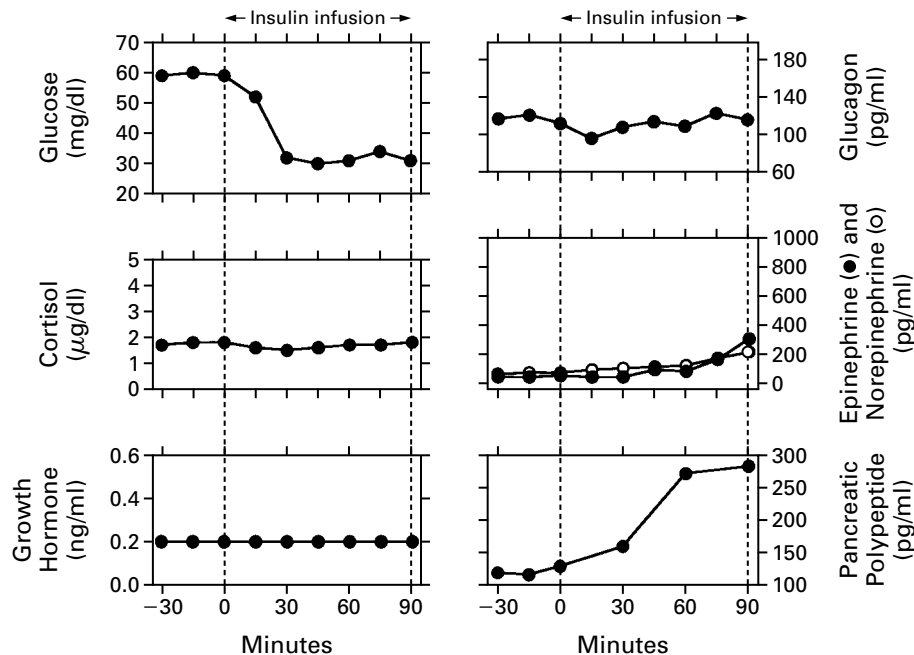 ← Insulin infusion →
← Insulin infusion →
Glucose
(mg/dl)
70
60
50
40
30
20
180
140
100
60
Glucagon
(pg/ml)
Cortisol
(μg/dl)
5
4
3
2
1
0
1000
800
600
400
200
0
Epinephrine (●) and
Norepinephrine (○)
(pg/ml)
Growth
Hormone
(ng/ml)
0.6
0.4
0.2
0.0
300
250
200
150
100
Pancreatic
Polypeptide
(pg/ml)
−30 0 30 60 90
−30 0 30 60 90
Minutes
Minutes